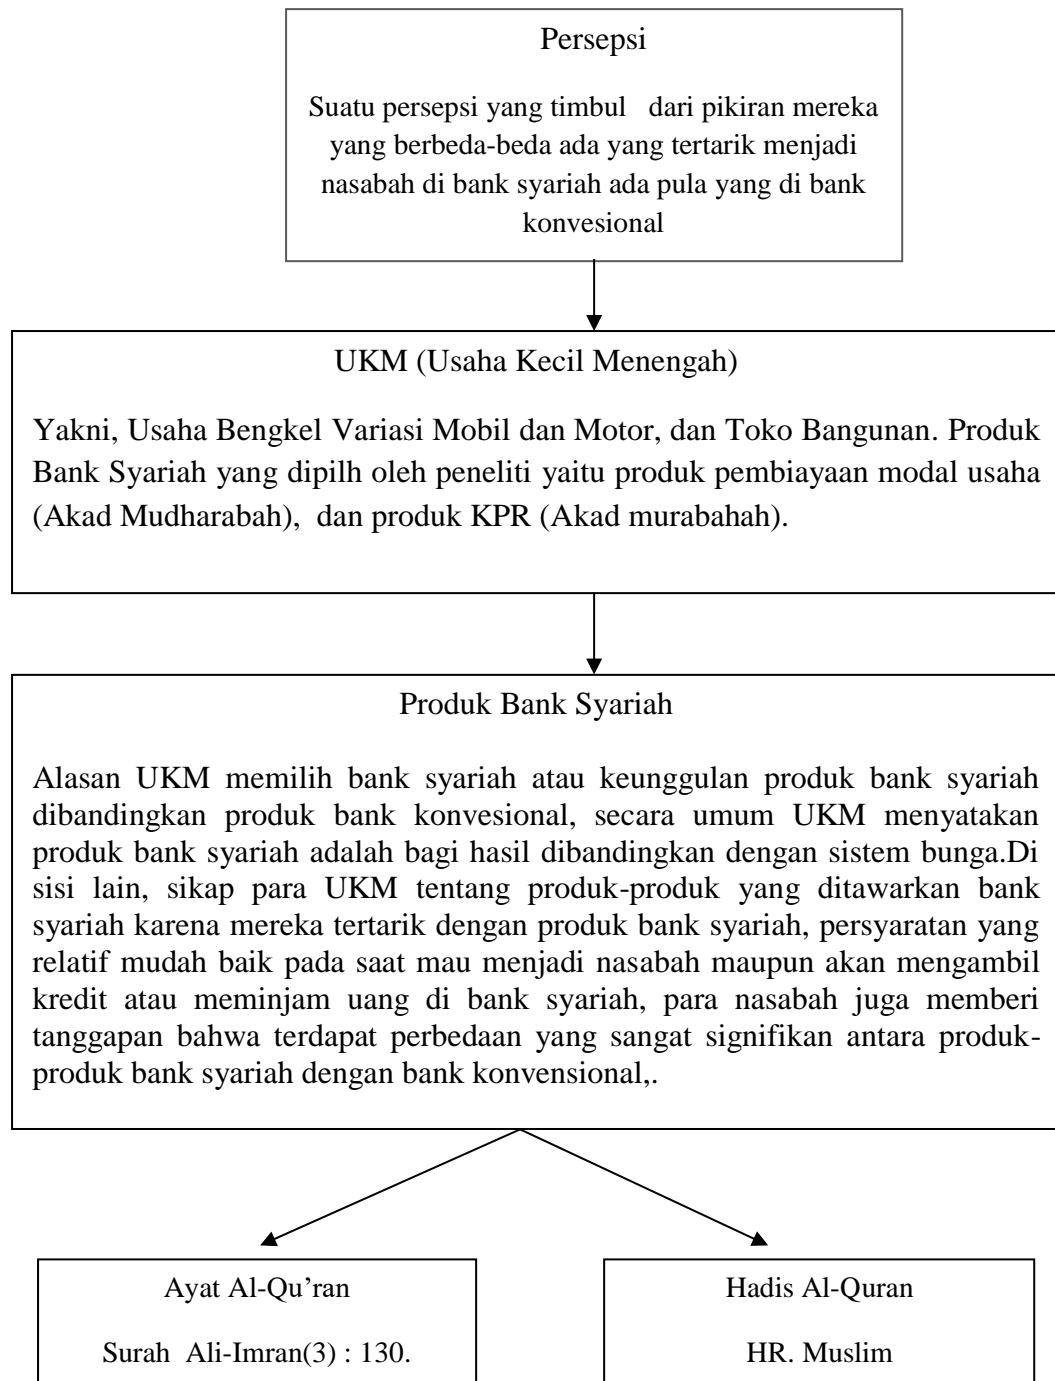 Persepsi
Suatu persepsi yang timbul dari pikiran mereka
yang berbeda-beda ada yang tertarik menjadi
nasabah di bank syariah ada pula yang di bank
konvesional
UKM (Usaha Kecil Menengah)
Yakni, Usaha Bengkel Variasi Mobil dan Motor, dan Toko Bangunan. Produk
Bank Syariah yang dipilh oleh peneliti yaitu produk pembiayaan modal usaha
(Akad Mudharabah), dan produk KPR (Akad murabahah).
Produk Bank Syariah
Alasan UKM memilih bank syariah atau keunggulan produk bank syariah
dibandingkan produk bank konvesional, secara umum UKM menyatakan
produk bank syariah adalah bagi hasil dibandingkan dengan sistem bunga.Di
sisi lain, sikap para UKM tentang produk-produk yang ditawarkan bank
syariah karena mereka tertarik dengan produk bank syariah, persyaratan yang
relatif mudah baik pada saat mau menjadi nasabah maupun akan mengambil
kredit atau meminjam uang di bank syariah, para nasabah juga memberi
tanggapan bahwa terdapat perbedaan yang sangat signifikan antara produk-
produk bank syariah dengan bank konvensional,.
Ayat Al-Qu’ran
Surah Ali-Imran(3) : 130.
Hadis Al-Quran
HR. Muslim